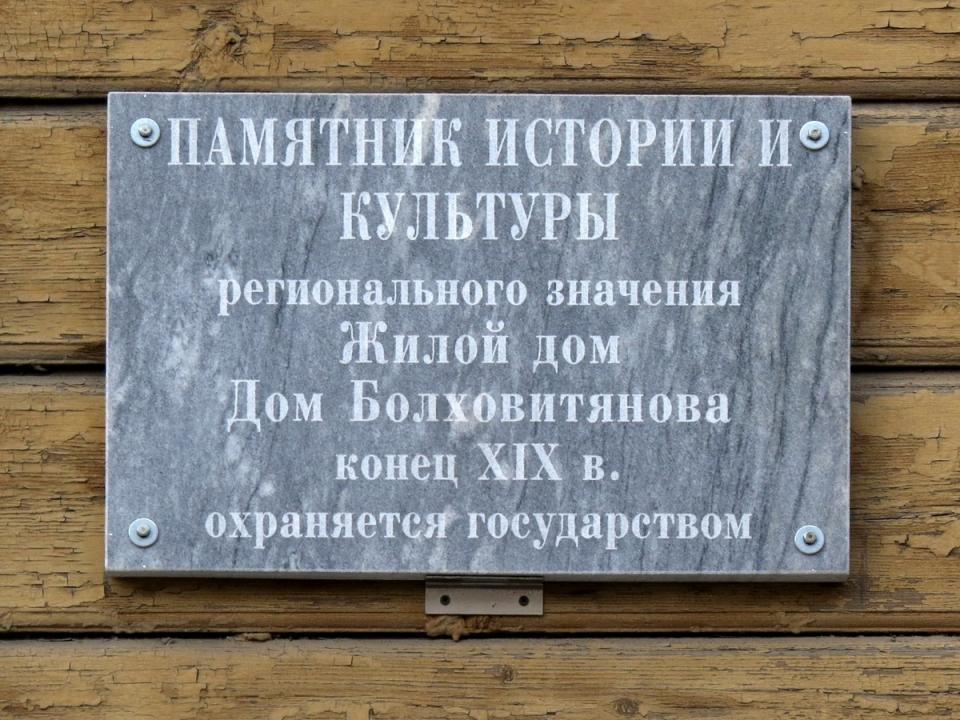 ПАМЯТНИК ИСТОРИИ И
КУЛЬТУРЫ
регионального значения
Жилой дом
Дом Болховитянова
конец XIX в.
охраняется государством